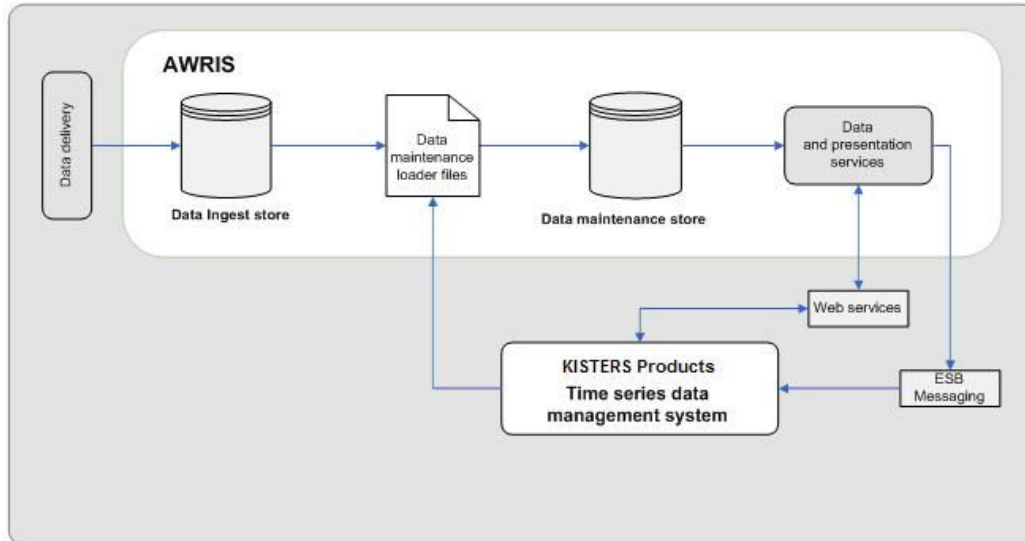 AWRIS
Data delivery
Data Ingest store
Data
maintenance
loader files
Data maintenance store
Data
and presentation
services
Web services
KISTERS Products
Time series data
management system
ESB
Messaging